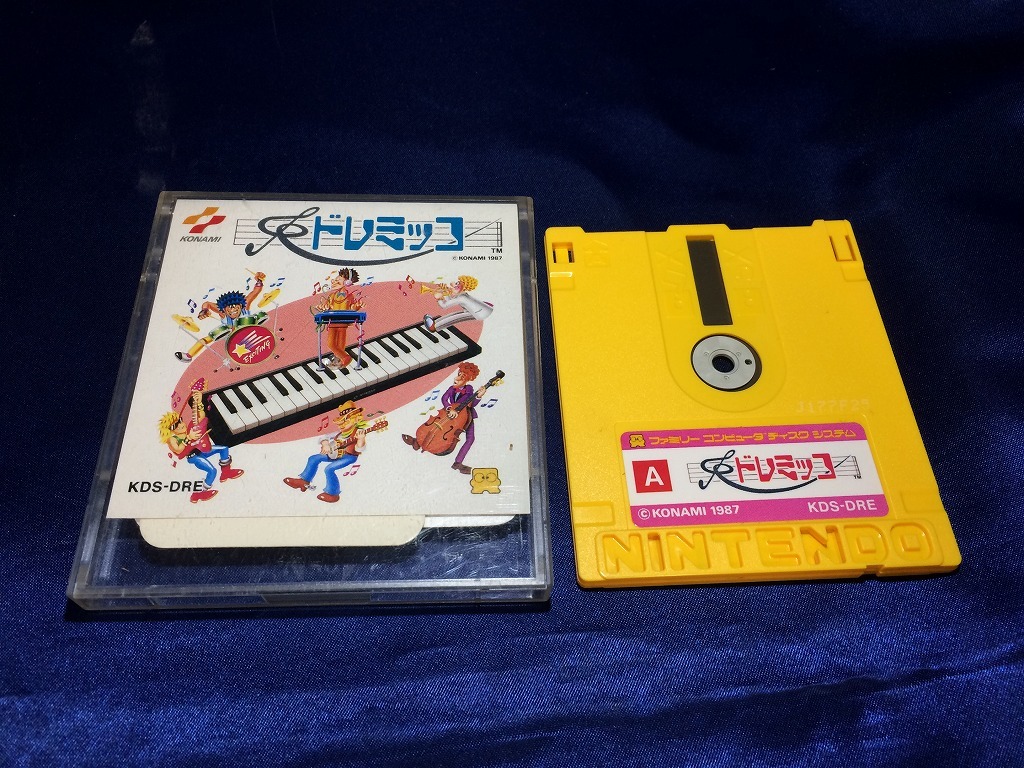 KONAMI
ドレミッコ
TM
© KONAMI 1987
EXCITING
KDS-DRE
ファミリー コンピュータ ディスク システム
A
ドレミッコ
© KONAMI 1987
KDS-DRE
NINTENDO